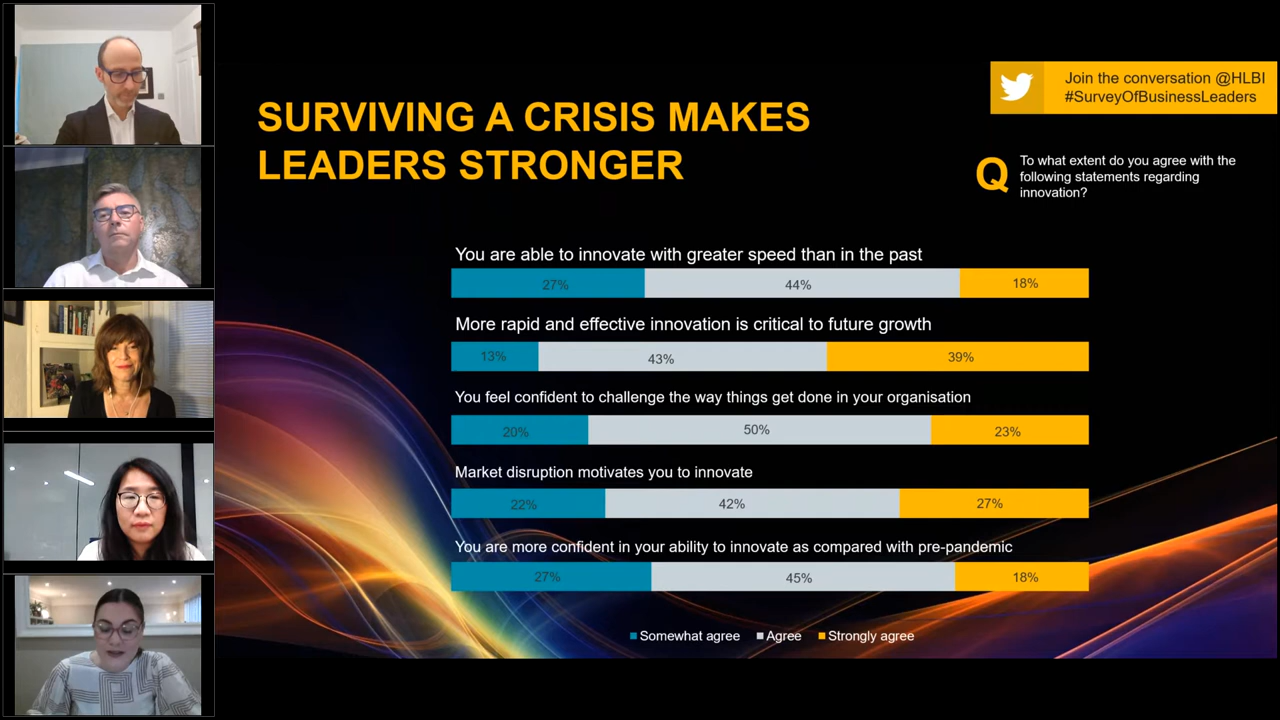 SURVIVING A CRISIS MAKES
LEADERS STRONGER
Join the conversation @HLBI
#SurveyOfBusinessLeaders
Q To what extent do you agree with the
following statements regarding
innovation?
You are able to innovate with greater speed than in the past
27% 44% 18%
More rapid and effective innovation is critical to future growth
13% 43% 39%
You feel confident to challenge the way things get done in your organisation
20% 50% 23%
Market disruption motivates you to innovate
22% 42% 27%
You are more confident in your ability to innovate as compared with pre-pandemic
27% 45% 18%
Somewhat agree Agree Strongly agree